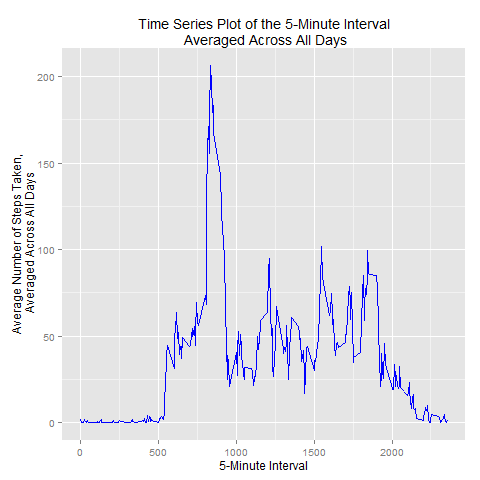 Time Series Plot of the 5-Minute Interval
Averaged Across All Days
Average Number of Steps Taken,
Averaged Across All Days
200
150
100
50
0
0 500 1000 1500 2000
5-Minute Interval